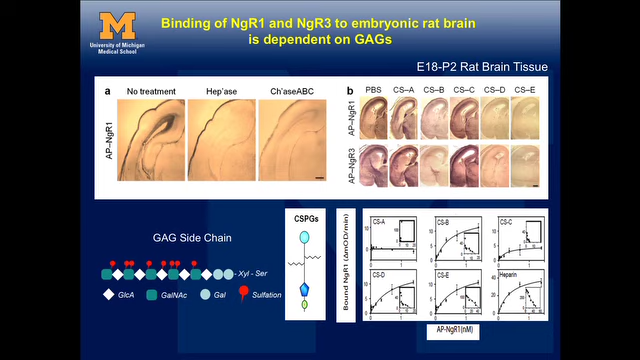 Binding of NgR1 and NgR3 to embryonic rat brain
is dependent on GAGs
M
University of Michigan
Medical School
E18-P2 Rat Brain Tissue
a
No treatment
Hep'ase
Ch'aseABC
AP–NgR1
b
PBS
CS–A
CS–B
CS–C
CS–D
CS–E
AP–NgR1
AP–NgR3
GAG Side Chain
- Xyl - Ser
GlcA
GalNAc
Gal
Sulfation
CSPGs
Bound NgR1 (ΔmOD/min)
CS-A
CS-B
CS-C
CS-D
CS-E
Heparin
AP-NgR1(nM)